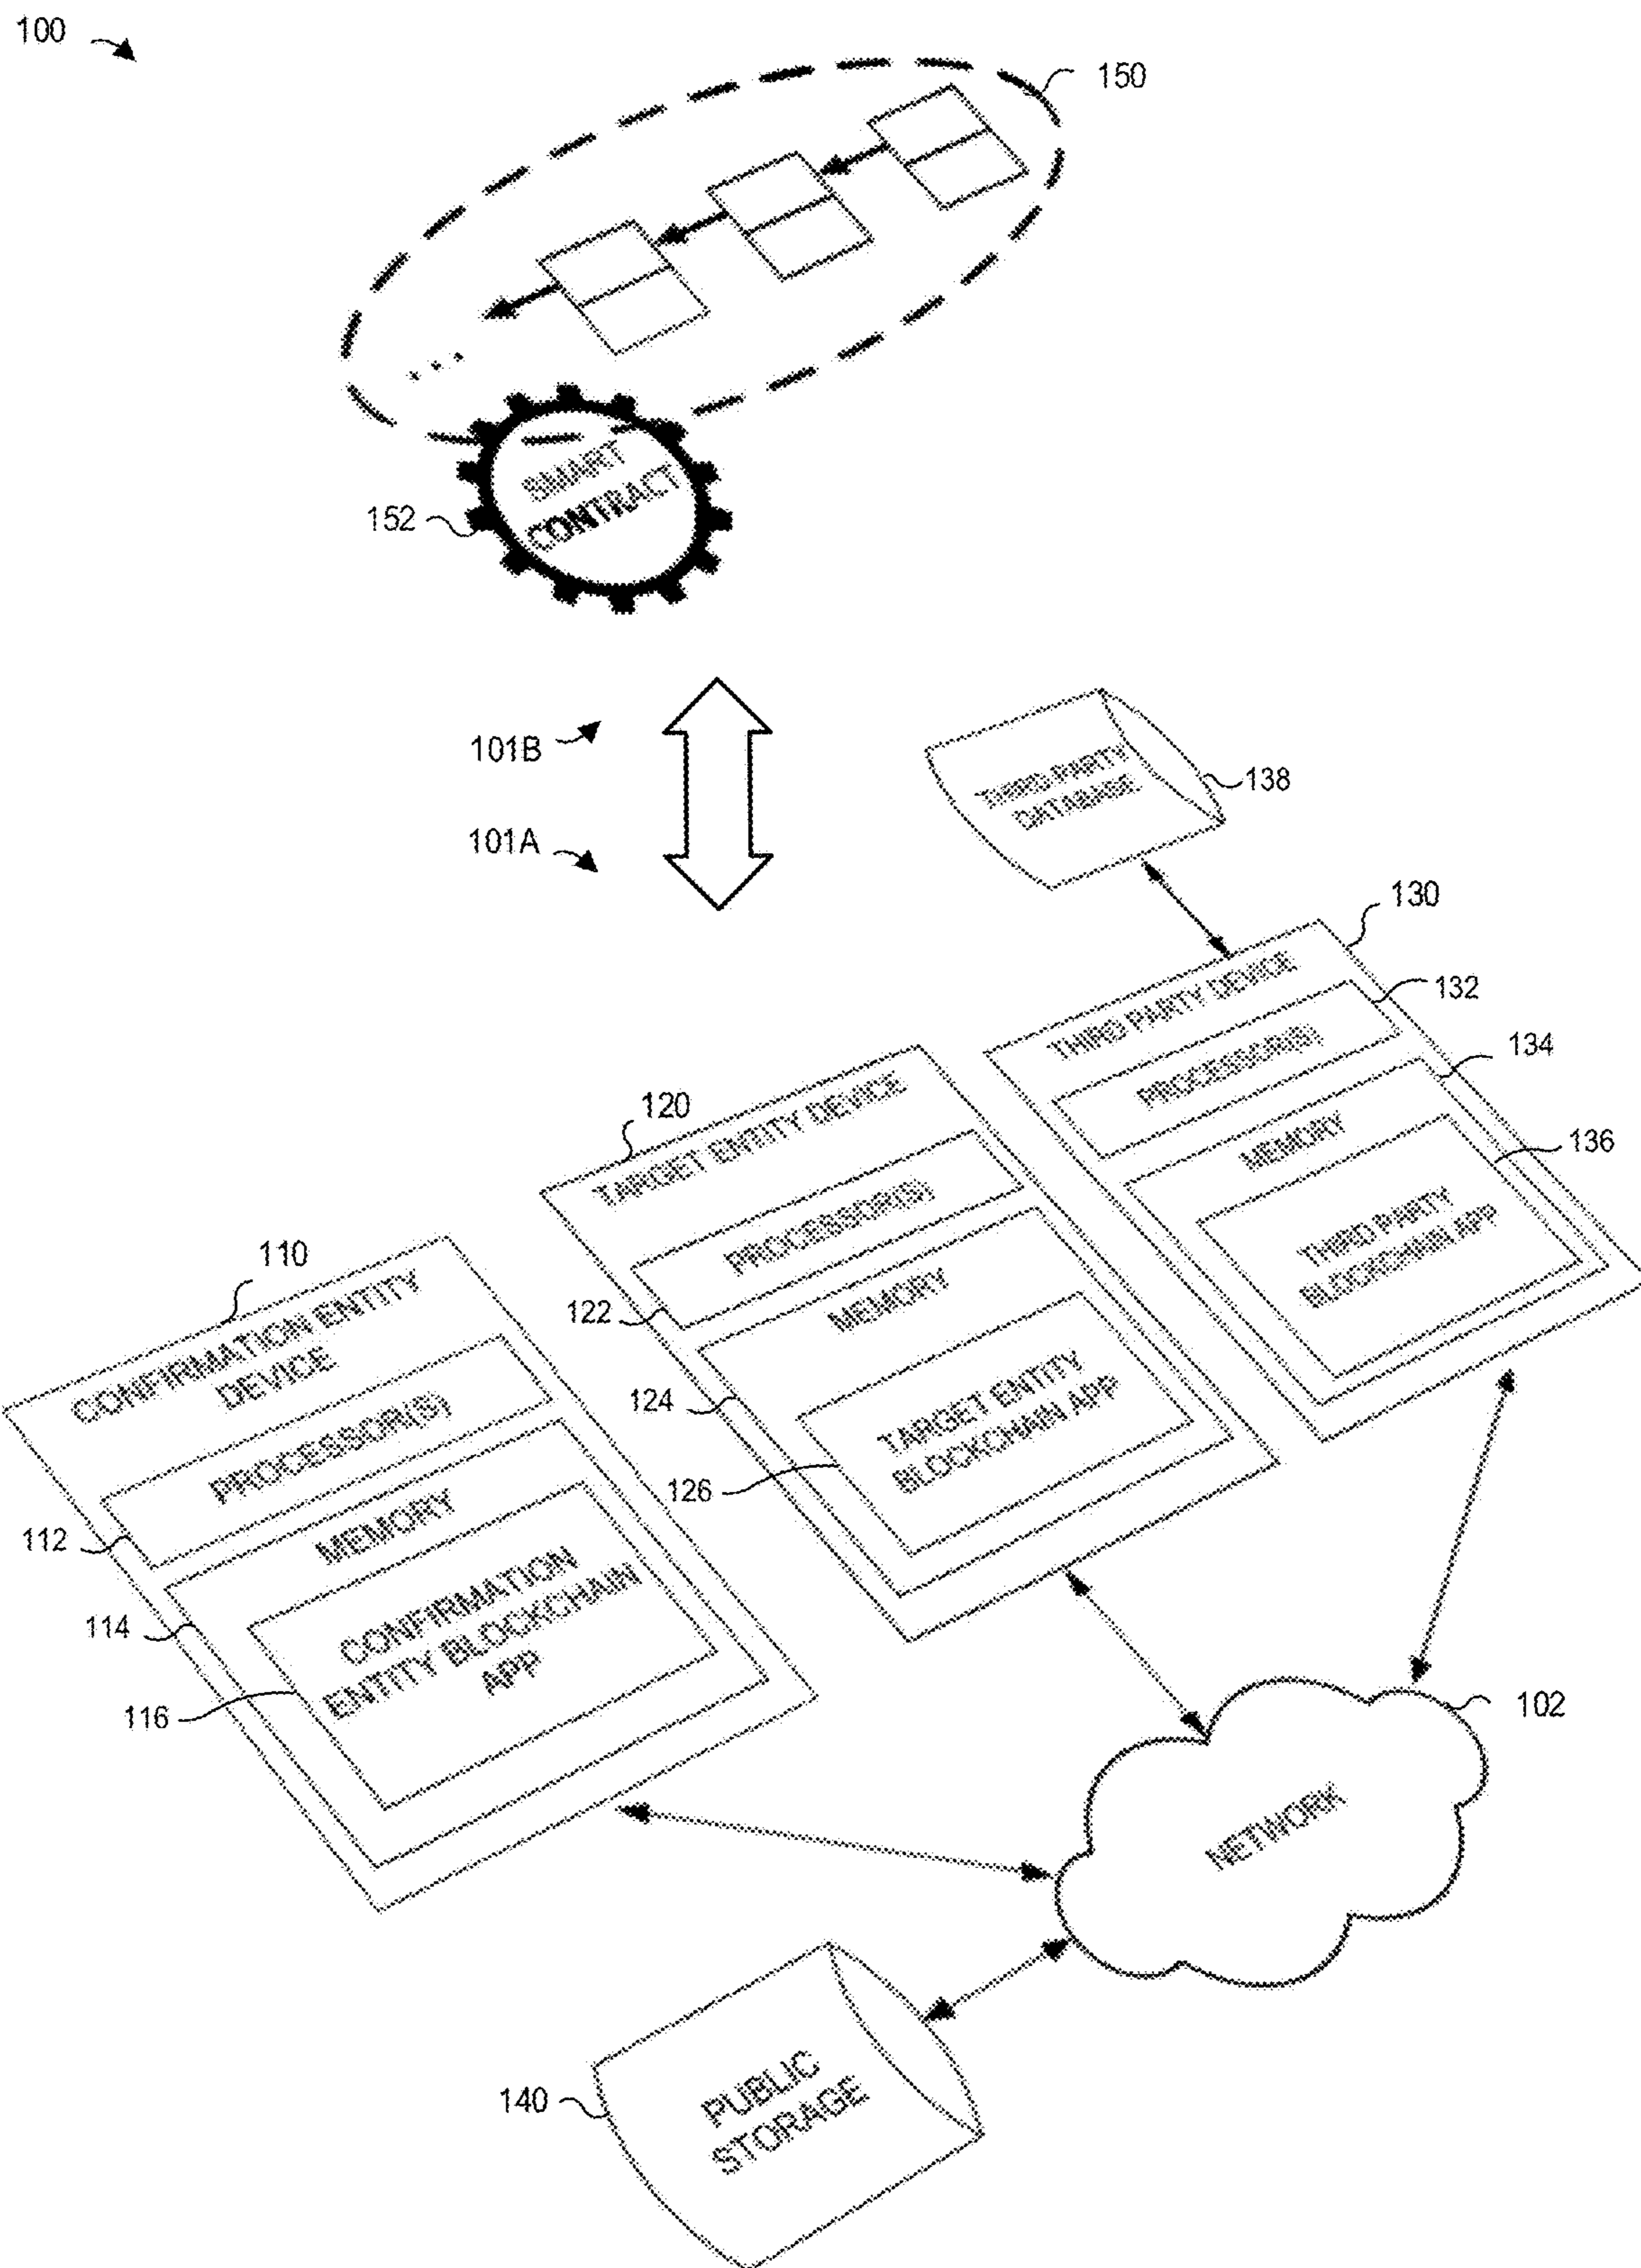 100
150
SMART
CONTRACT
152
101B
101A
THIRD PARTY
DATABASE
138
130
THIRD PARTY DEVICE
132
PROCESSOR(S)
134
MEMORY
136
THIRD PARTY
BLOCKCHAIN APP
120
TARGET ENTITY DEVICE
PROCESSOR(S)
122
MEMORY
124
TARGET ENTITY
BLOCKCHAIN APP
126
110
CONFIRMATION ENTITY
DEVICE
PROCESSOR(S)
112
MEMORY
114
CONFIRMATION
ENTITY BLOCKCHAIN
APP
116
102
NETWORK
140
PUBLIC
STORAGE